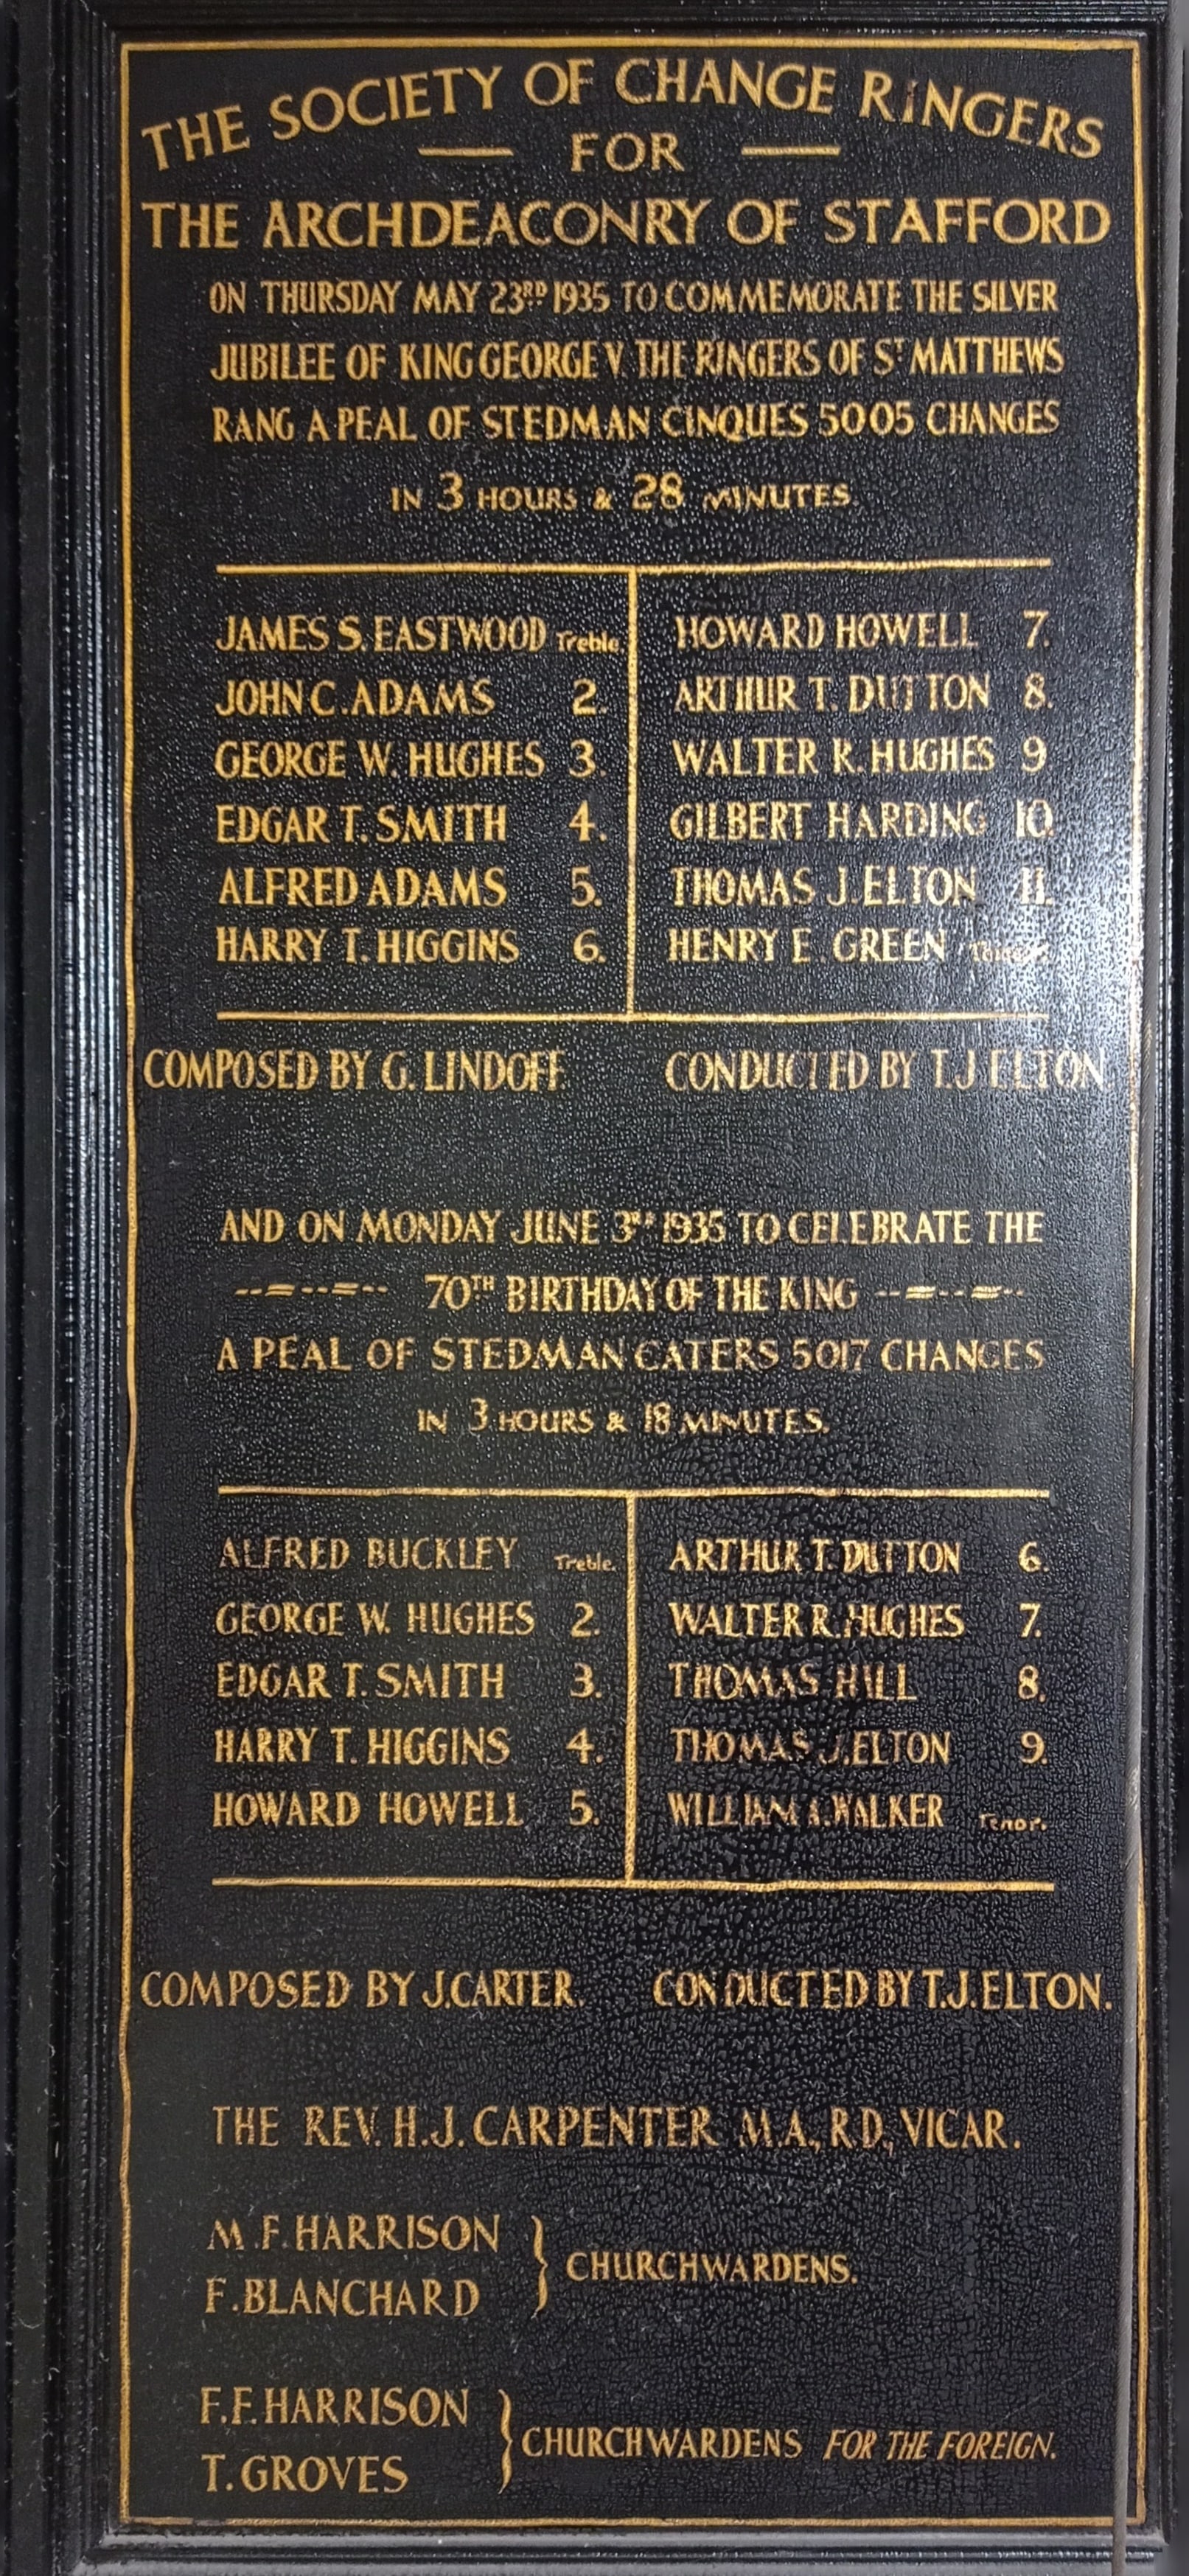 THE SOCIETY OF CHANGE RINGERS
FOR
THE ARCHDEACONRY OF STAFFORD
ON THURSDAY MAY 23RD 1935 TO COMMEMORATE THE SILVER
JUBILEE OF KING GEORGE V THE RINGERS OF ST MATTHEWS
RANG A PEAL OF STEDMAN CINQUES 5005 CHANGES
IN 3 HOURS & 28 MINUTES.
JAMES S. EASTWOOD Treble HOWARD HOWELL 7.
JOHN C. ADAMS 2. ARTHUR T. DUTTON 8.
GEORGE W. HUGHES 3. WALTER R. HUGHES 9
EDGAR T. SMITH 4. GILBERT HARDING 10.
ALFRED ADAMS 5. THOMAS J. ELTON 11.
HARRY T. HIGGINS 6. HENRY E GREEN Tenor.
COMPOSED BY G. LINDOFF. CONDUCTED BY T.J ELTON.
AND ON MONDAY JUNE 3RD 1935 TO CELEBRATE THE
70TH BIRTHDAY OF THE KING
A PEAL OF STEDMAN CATERS 5017 CHANGES
IN 3 HOURS & 18 MINUTES.
ALFRED BUCKLEY Treble. ARTHUR T. DUTTON 6.
GEORGE W. HUGHES 2. WALTER R. HUGHES 7.
EDGAR T. SMITH 3. THOMAS HILL 8.
HARRY T. HIGGINS 4. THOMAS J. ELTON 9.
HOWARD HOWELL 5. WILLIAM WALKER Tenor.
COMPOSED BY J. CARTER. CONDUCTED BY T.J. ELTON.
THE REV. H.J. CARPENTER M.A., R.D., VICAR.
M.F. HARRISON
F. BLANCHARD
CHURCHWARDENS.
F.F. HARRISON
T. GROVES
CHURCHWARDENS FOR THE FOREIGN.